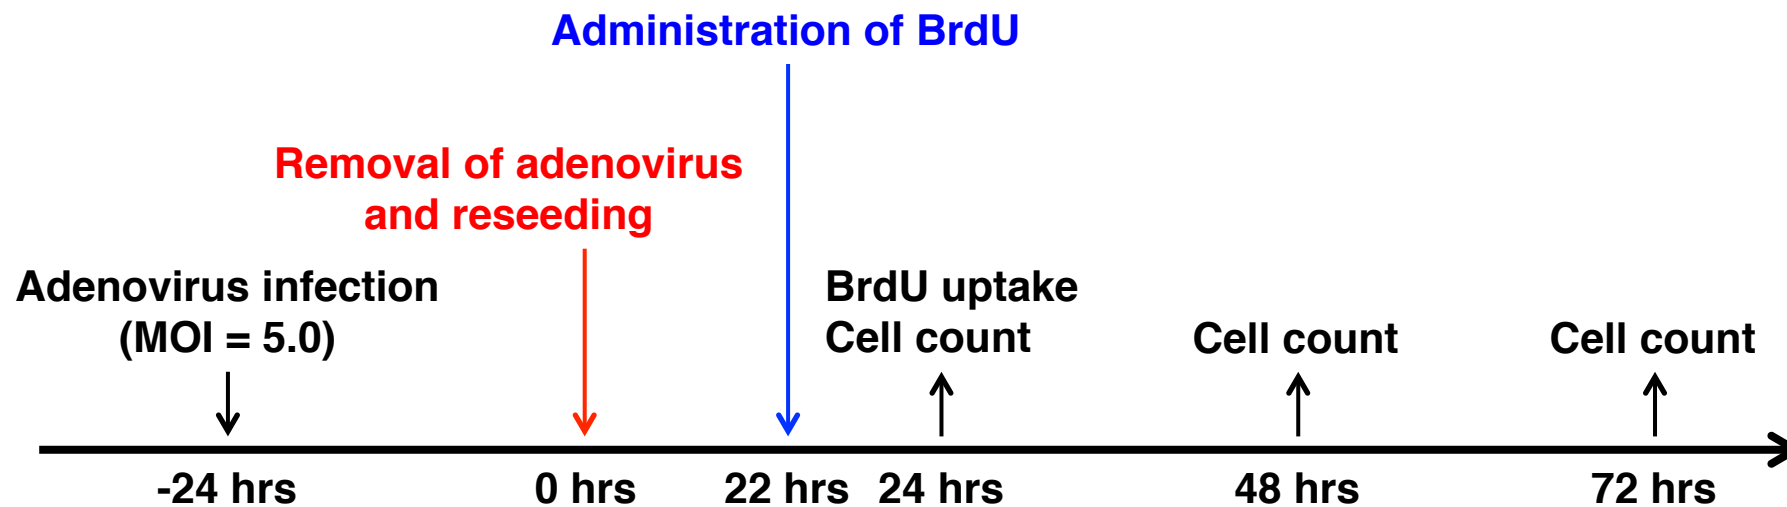 Administration of BrdU
Removal of adenovirus
and reseeding
Adenovirus infection
(MOI = 5.0)
BrdU uptake
Cell count
Cell count
Cell count
-24 hrs
0 hrs
22 hrs
24 hrs
48 hrs
72 hrs